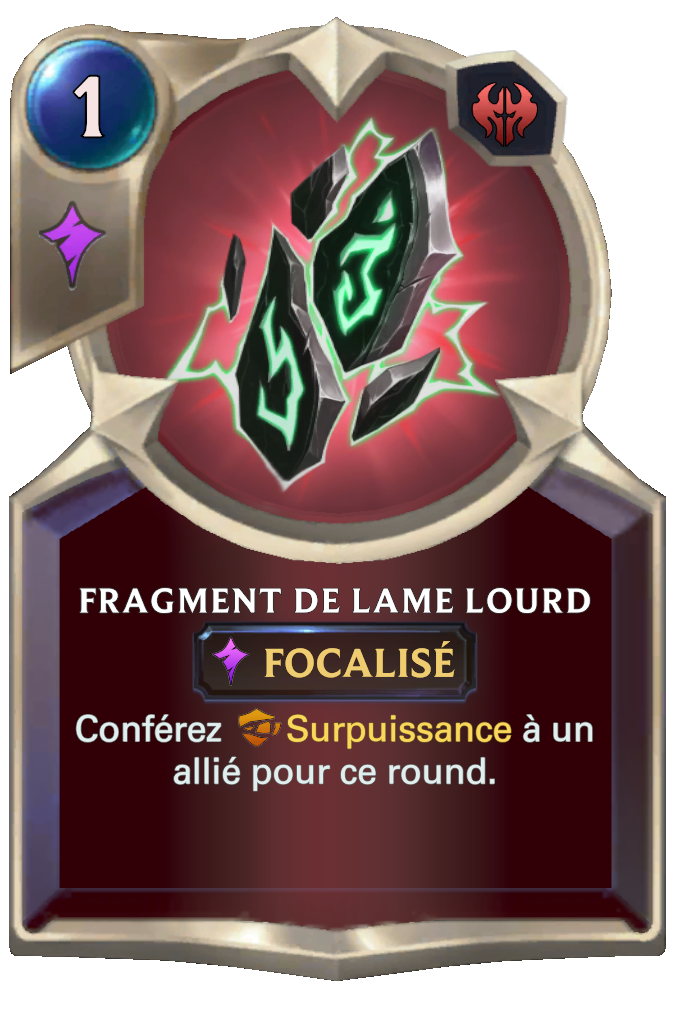 1
FRAGMENT DE LAME LOURD
FOCALISÉ
Conférez Surpuissance à un
allié pour ce round.